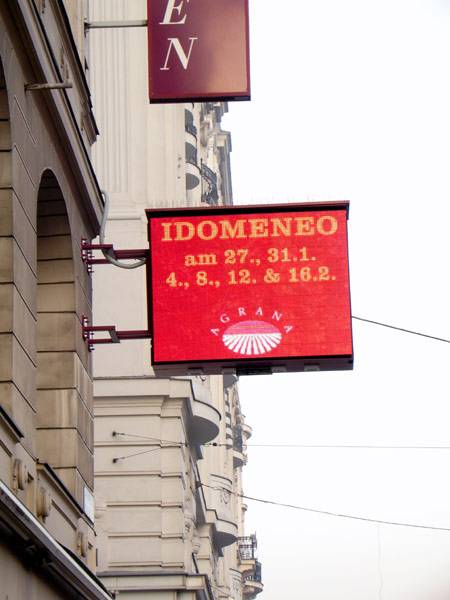 E
N
IDOMENEO
am 27., 31.1.
4., 8., 12. & 16.2.
AGRANA